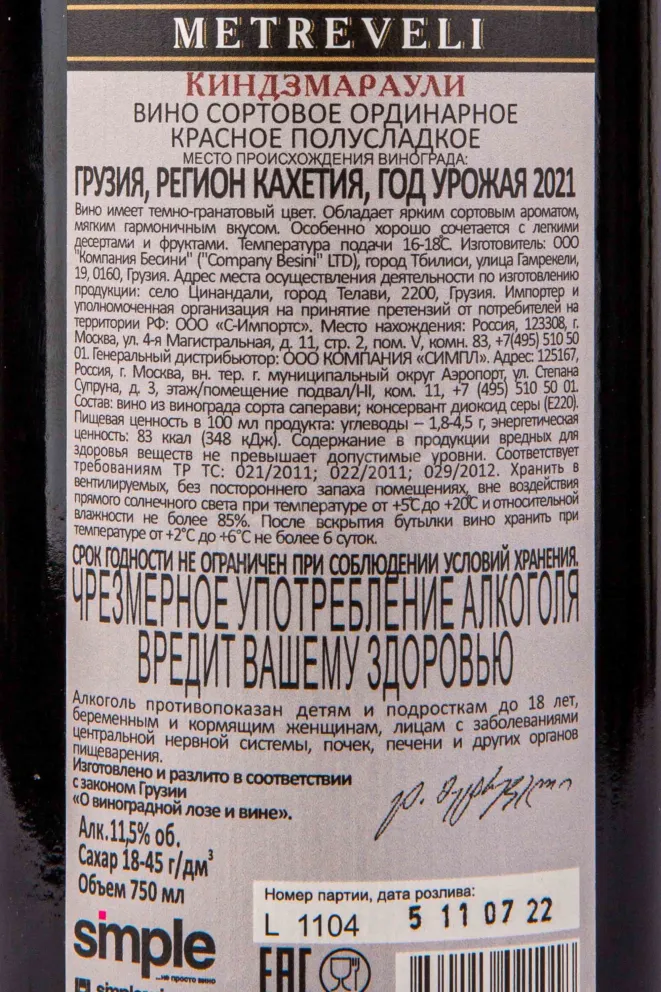 METREVELI
КИНДЗМАРАУЛИ
ВИНО СОРТОВОЕ ОРДИНАРНОЕ
КРАСНОЕ ПОЛУСЛАДКОЕ
МЕСТО ПРОИСХОЖДЕНИЯ ВИНОГРАДА:
ГРУЗИЯ, РЕГИОН КАХЕТИЯ, ГОД УРОЖАЯ 2021
Вино имеет темно-гранатовый цвет. Обладает ярким сортовым ароматом,
мягким гармоничным вкусом. Особенно хорошо сочетается с легкими
десертами и фруктами. Температура подачи 16-18С. Изготовитель: ООО
"Компания Бесини" ("Company Besini" LTD), город Тбилиси, улица Гамрекели,
19, 0160, Грузия. Адрес места осуществления деятельности по изготовлению
продукции: село Цинандали, город Телави, 2200, Грузия. Импортер и
уполномоченная организация на принятие претензий от потребителей на
территории РФ: ООО «С-Импортс». Место нахождения: Россия, 123308, г.
Москва, ул. 4-я Магистральная, д. 11, стр. 2, пом. V, комн. 83, +7(495) 510 50
01. Генеральный дистрибьютор: ООО КОМПАНИЯ «СИМПЛ». Адрес: 125167,
Россия, г. Москва, вн. тер. г. муниципальный округ Аэропорт, ул. Степана
Супруна, д. 3, этаж/помещение подвал/HI, ком. 11, +7 (495) 510 50 01.
Состав: вино из винограда сорта саперави; консервант диоксид серы (Е220).
Пищевая ценность в 100 мл продукта: углеводы – 1,8-4,5 г, энергетическая
ценность: 83 ккал (348 кДж). Содержание в продукции вредных для
здоровья веществ не превышает допустимые уровни. Соответствует
требованиям ТР ТС: 021/2011; 022/2011; 029/2012. Хранить в
вентилируемых, без постороннего запаха помещениях, вне воздействия
прямого солнечного света при температуре от +5°С до +20С и относительной
влажности не более 85%. После вскрытия бутылки вино хранить при
температуре от +2°С до +6°С не более 6 суток.
СРОК ГОДНОСТИ НЕ ОГРАНИЧЕН ПРИ СОБЛЮДЕНИИ УСЛОВИЙ ХРАНЕНИЯ.
ЧРЕЗМЕРНОЕ УПОТРЕБЛЕНИЕ АЛКОГОЛЯ
ВРЕДИТ ВАШЕМУ ЗДОРОВЬЮ
Алкоголь противопоказан детям и подросткам до 18 лет,
беременным и кормящим женщинам, лицам с заболеваниями
центральной нервной системы, почек, печени и других органов
пищеварения.
Изготовлено и разлито в соответствии
с законом Грузии
«О виноградной лозе и вине».
Алк.11,5% об.
Сахар 18-45 г/дм³
Объем 750 мл
Номер партии, дата розлива:
L 1104 5 11 07 22
simple
...не просто вино
ЕАС